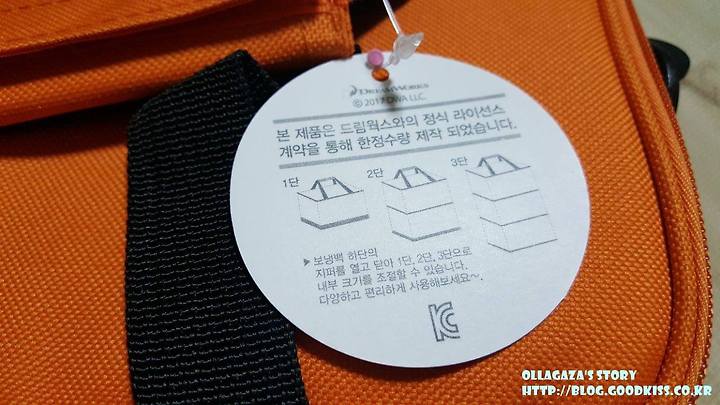 DREAMWORKS
© 2017 DWA LLC.
본 제품은 드림웍스와의 정식 라이선스
계약을 통해 한정수량 제작 되었습니다.
1단 2단 3단
▶ 보냉백 하단의
지퍼를 열고 닫아 1단, 2단, 3단으로
내부 크기를 조절할 수 있습니다.
다양하고 편리하게 사용해보세요~.
KC
OLLAGAZA'S STORY
HTTP://BLOG.GOODKISS.CO.KR